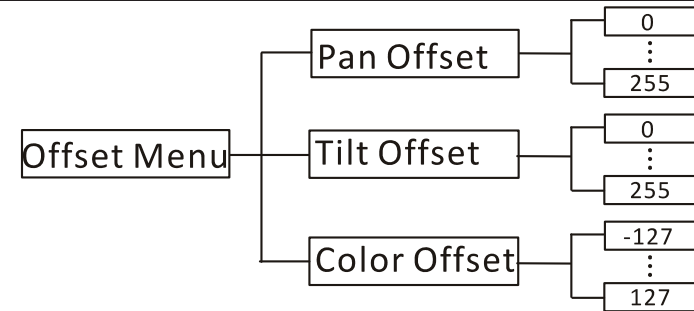 0
⋮
Pan Offset
255
0
⋮
Offset Menu
Tilt Offset
255
-127
⋮
Color Offset
127